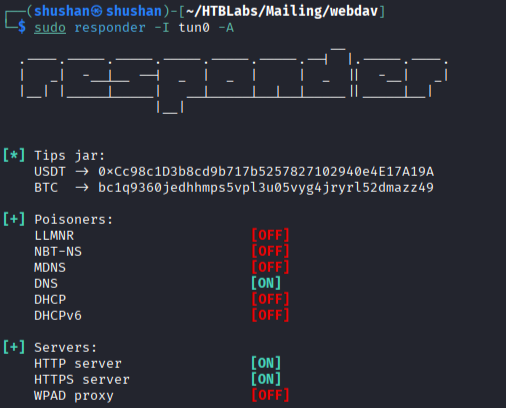 ┌──(shushan㉿shushan)-[~/HTBLabs/Mailing/webdav]
└─$ sudo responder -I tun0 -A
[*] Tips jar:
USDT -> 0xCc98c1D3b8cd9b717b5257827102940e4E17A19A
BTC -> bc1q9360jedhhmps5vpl3u05vyg4jryrl52dmazz49
[+] Poisoners:
LLMNR [OFF]
NBT-NS [OFF]
MDNS [OFF]
DNS [ON]
DHCP [OFF]
DHCPv6 [OFF]
[+] Servers:
HTTP server [ON]
HTTPS server [ON]
WPAD proxy [OFF]